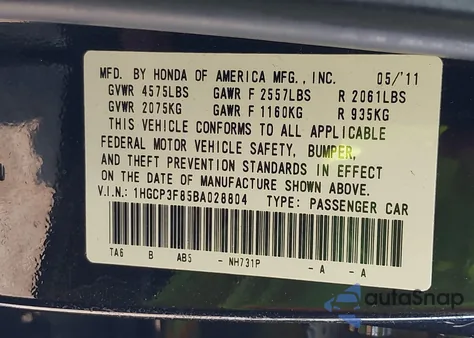 MFD. BY HONDA OF AMERICA MFG., INC. 05/'11
GVWR 4575LBS GAWR F 2557LBS R 2061LBS
GVWR 2075KG GAWR F 1160KG R 935KG
THIS VEHICLE CONFORMS TO ALL APPLICABLE
FEDERAL MOTOR VEHICLE SAFETY, BUMPER,
AND THEFT PREVENTION STANDARDS IN EFFECT
ON THE DATE OF MANUFACTURE SHOWN ABOVE.
V.I.N: 1HGCP3F85BA028804 TYPE: PASSENGER CAR
TA6 B AB5 - NH731P - A - A
autoSnap